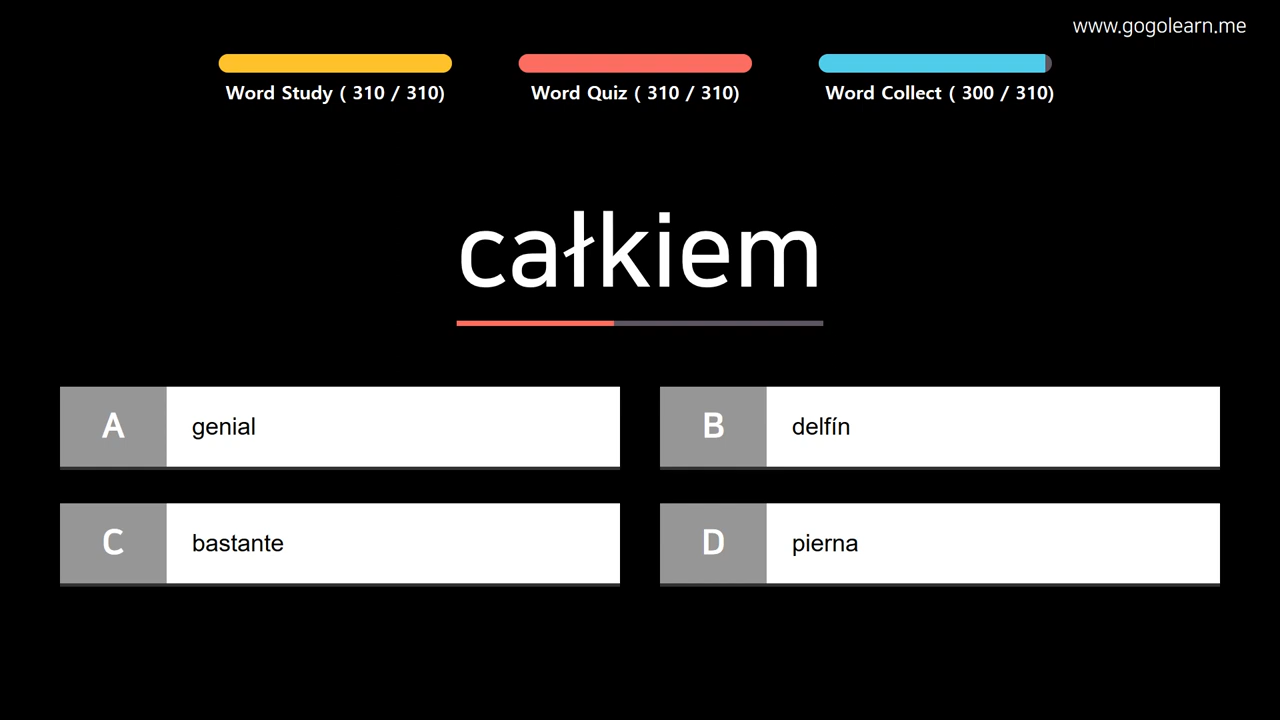 www.gogolearn.me
Word Study ( 310 / 310)
Word Quiz ( 310 / 310)
Word Collect ( 300 / 310)
całkiem
A genial
B delfín
C bastante
D pierna